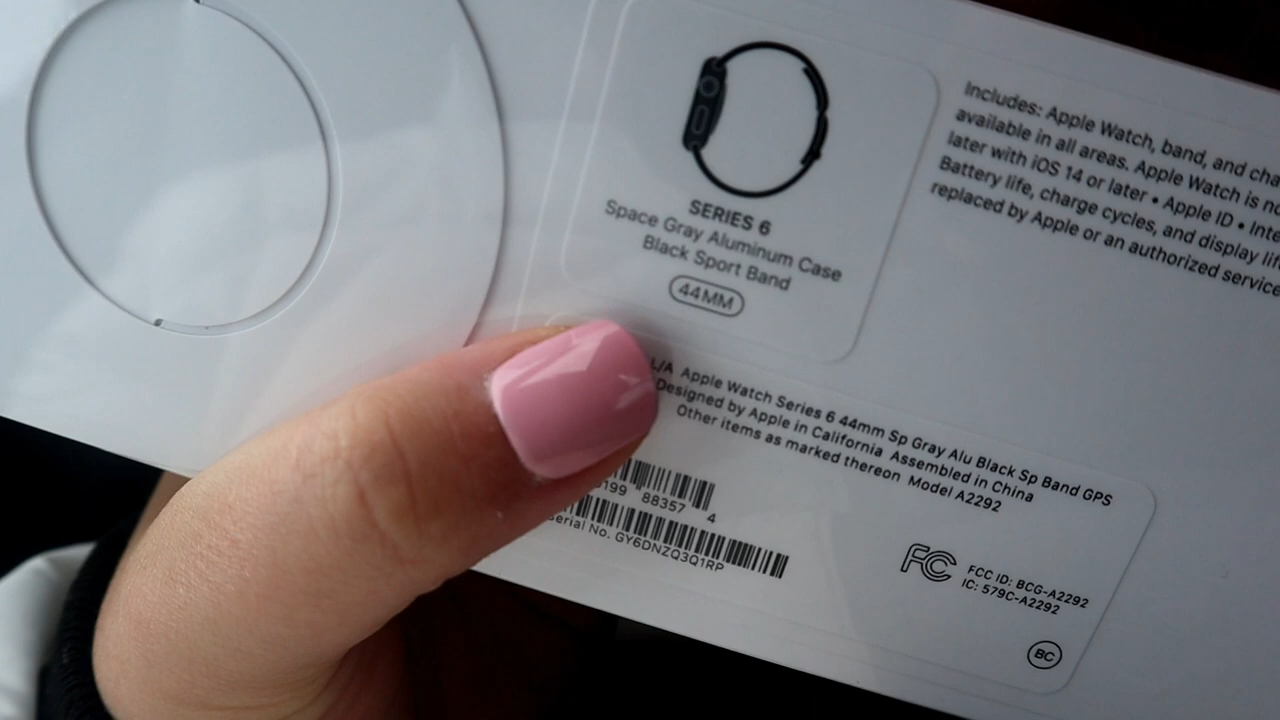 SERIES 6
Space Gray Aluminum Case
Black Sport Band
44MM
Includes: Apple Watch, band, and
available in all areas. Apple Watch is
later with iOS 14 or later • Apple ID •
Battery life, charge cycles, and display
replaced by Apple or an authorized service
L/A Apple Watch Series 6 44mm Sp Gray Alu Black Sp Band GPS
Designed by Apple in California Assembled in China
Other items as marked thereon Model A2292
199 88357 4
Serial No. GY6DNZQ3Q1RP
FC
FCC ID: BCG-A2292
IC: 579C-A2292
BC